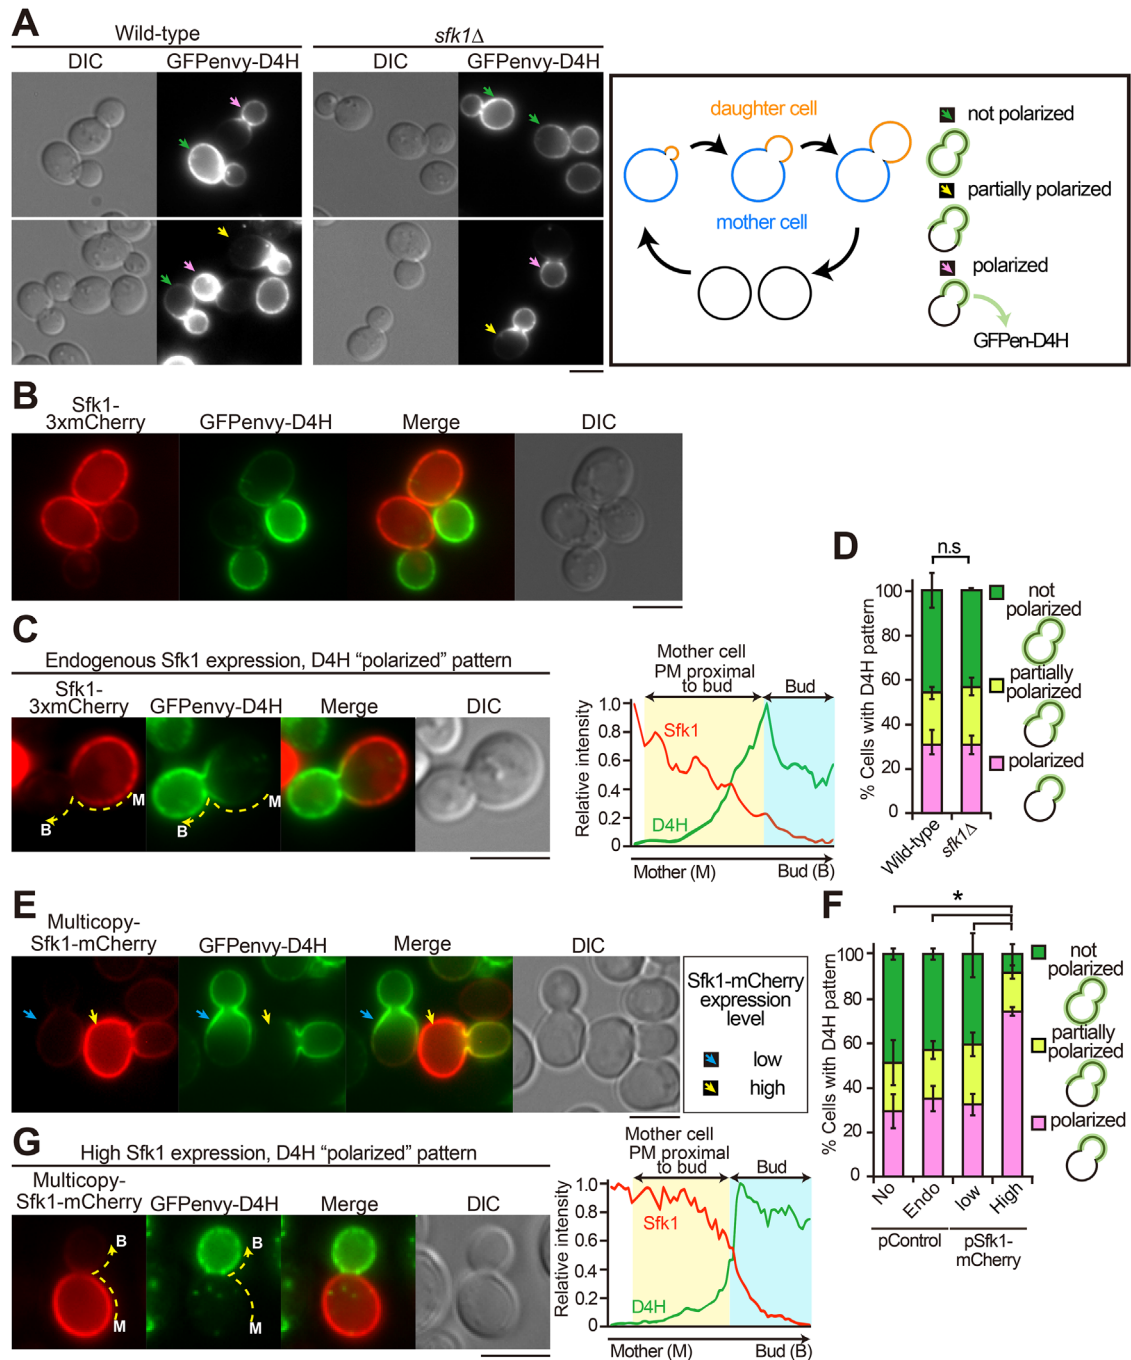 A
Wild-type
sfk1Δ
DIC
GFPenvy-D4H
DIC
GFPenvy-D4H
daughter cell
mother cell
not polarized
partially polarized
polarized
GFPen-D4H
B
Sfk1-
3xmCherry
GFPenvy-D4H
Merge
DIC
C
Endogenous Sfk1 expression, D4H “polarized” pattern
Sfk1-
3xmCherry
GFPenvy-D4H
Merge
DIC
B
M
B
M
Mother cell
PM proximal
to bud
Bud
Relative intensity
1.0
0.8
0.6
0.4
0.2
0
Sfk1
D4H
Mother (M)
Bud (B)
D
n.s
% Cells with D4H pattern
100
80
60
40
20
0
Wild-type
sfk1Δ
not
polarized
partially
polarized
polarized
E
Multicopy-
Sfk1-mCherry
GFPenvy-D4H
Merge
DIC
Sfk1-mCherry
expression
level
low
high
F
*
% Cells with D4H pattern
100
80
60
40
20
0
No
Endo
low
High
pControl
pSfk1-
mCherry
not
polarized
partially
polarized
polarized
G
High Sfk1 expression, D4H “polarized” pattern
Multicopy-
Sfk1-mCherry
GFPenvy-D4H
Merge
DIC
B
M
B
M
Mother cell
PM proximal
to bud
Bud
Relative intensity
1.0
0.8
0.6
0.4
0.2
0
Sfk1
D4H
Mother (M)
Bud (B)